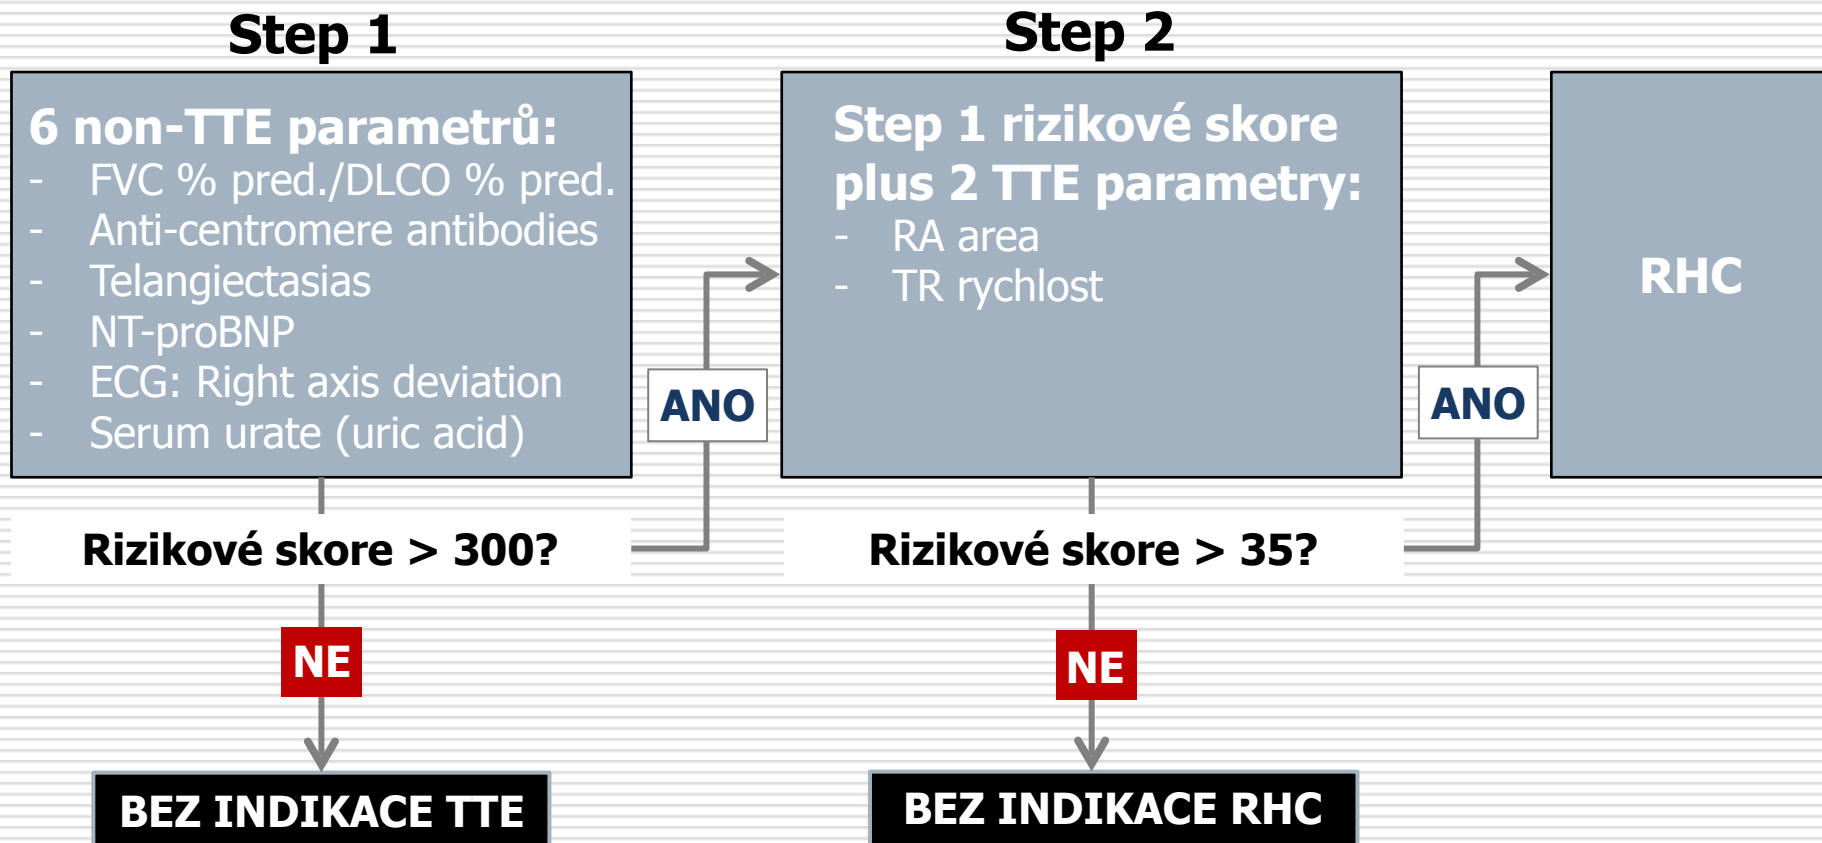 Step 1
6 non-TTE parametrů:
- FVC % pred./DLCO % pred.
- Anti-centromere antibodies
- Telangiectasias
- NT-proBNP
- ECG: Right axis deviation
- Serum urate (uric acid)
Rizikové skore > 300?
ANO
NE
BEZ INDIKACE TTE
Step 2
Step 1 rizikové skore
plus 2 TTE parametry:
- RA area
- TR rychlost
Rizikové skore > 35?
ANO
NE
BEZ INDIKACE RHC
RHC